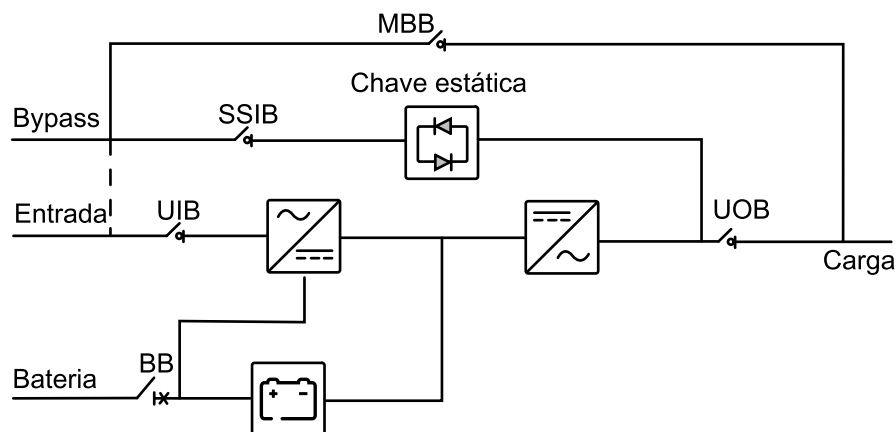 MBB
Chave estática
Bypass
SSIB
Entrada
UIB
UOB
Carga
BB
Bateria